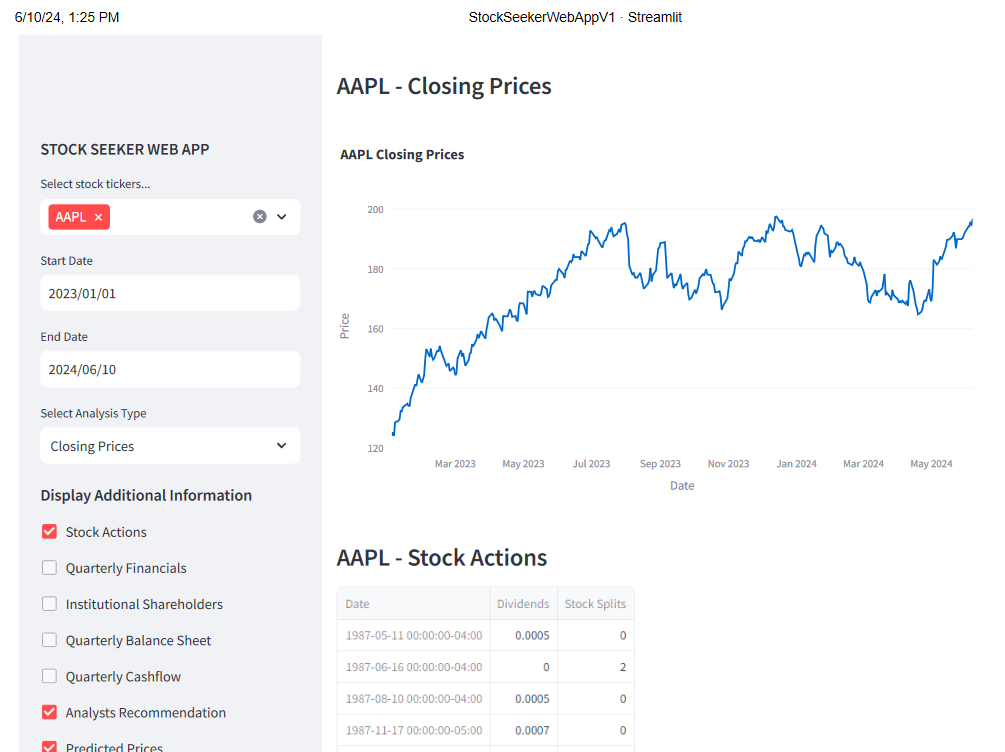 6/10/24, 1:25 PM
StockSeekerWebAppV1 · Streamlit
STOCK SEEKER WEB APP
Select stock tickers...
AAPL ×
Start Date
2023/01/01
End Date
2024/06/10
Select Analysis Type
Closing Prices
Display Additional Information
Stock Actions
Quarterly Financials
Institutional Shareholders
Quarterly Balance Sheet
Quarterly Cashflow
Analysts Recommendation
Predicted Prices
AAPL - Closing Prices
AAPL Closing Prices
200
180
160
140
120
Price
Mar 2023 May 2023 Jul 2023 Sep 2023 Nov 2023 Jan 2024 Mar 2024 May 2024
Date
AAPL - Stock Actions
Date Dividends Stock Splits
1987-05-11 00:00:00-04:00 0.0005 0
1987-06-16 00:00:00-04:00 0 2
1987-08-10 00:00:00-04:00 0.0005 0
1987-11-17 00:00:00-05:00 0.0007 0